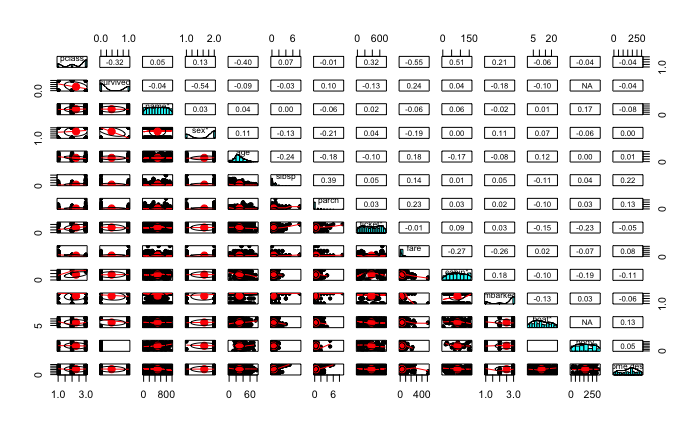 0.0 1.0 1.0 2.0 0 6 0 6 0 600 0 150 5 20 0 250
pclass -0.32 0.05 0.13 -0.40 0.07 -0.01 0.32 -0.55 0.51 0.21 -0.06 -0.04 -0.04 1.0
0.0 survived -0.04 -0.54 -0.09 -0.03 0.10 -0.13 0.24 0.04 -0.18 -0.10 NA -0.04
0.03 0.04 0.00 -0.06 0.02 -0.06 -0.06 -0.02 0.01 0.17 -0.08 0
1.0 sex* 0.11 -0.13 -0.21 0.04 -0.19 0.00 0.11 0.07 -0.06 0.00
age -0.24 -0.18 -0.10 0.18 -0.17 -0.08 0.12 0.00 0.01 0
0 sibsp 0.39 0.05 0.14 0.01 0.05 -0.11 0.04 0.22
parch 0.03 0.23 0.03 0.02 -0.10 0.03 0.13 0
0 -0.01 0.09 0.03 -0.15 -0.23 -0.05
fare -0.27 -0.26 0.02 -0.07 0.08 0
0 0.18 -0.10 -0.19 -0.11
mbarked -0.13 0.03 -0.06 1.0
5 NA 0.13
0.05 0
0
1.0 3.0 0 800 1.0 2.0 0 60 0 6 0 400 1.0 3.0 0 250